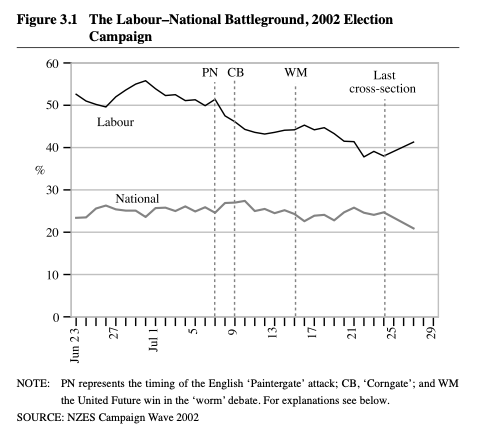 Figure 3.1 The Labour–National Battleground, 2002 Election
Campaign
60
50
40
30
20
10
0
%
PN
CB
WM
Last
cross-section
Labour
National
Jun 23
27
Jul 1
5
9
13
17
21
25
29
NOTE: PN represents the timing of the English 'Paintergate' attack; CB, 'Corngate'; and WM
the United Future win in the 'worm' debate. For explanations see below.
SOURCE: NZES Campaign Wave 2002